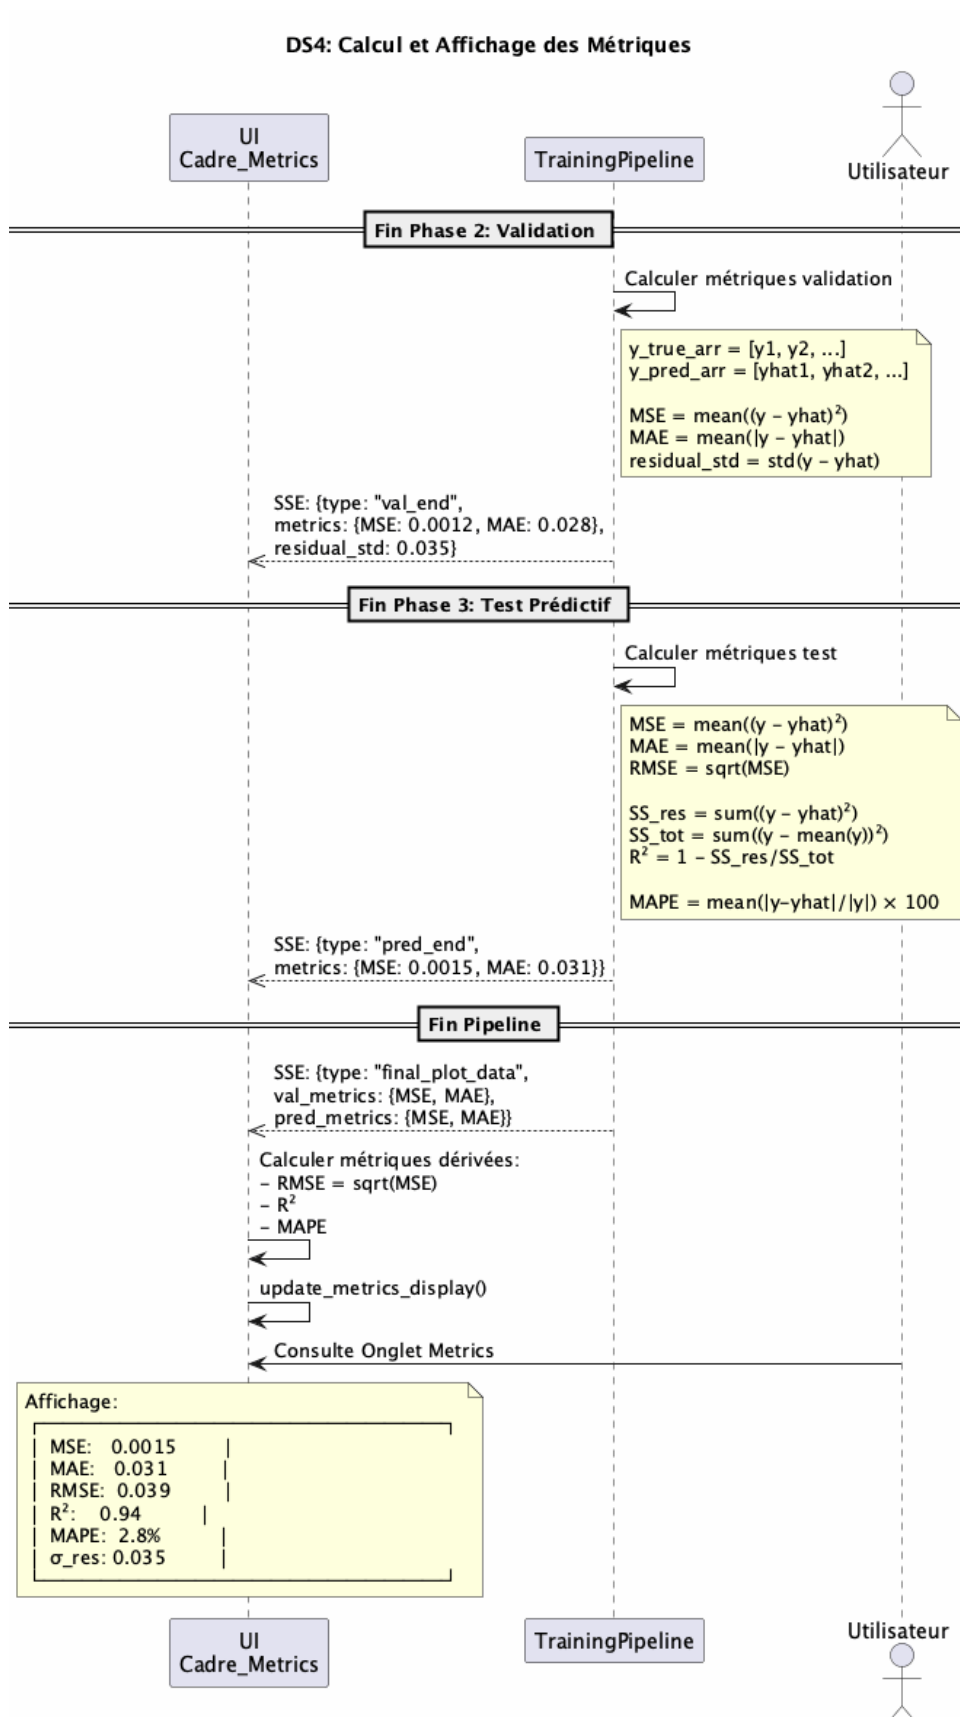 DS4: Calcul et Affichage des Métriques
UI
Cadre_Metrics
TrainingPipeline
Utilisateur
Fin Phase 2: Validation
Calculer métriques validation
y_true_arr = [y1, y2, ...]
y_pred_arr = [yhat1, yhat2, ...]
MSE = mean((y – yhat)²)
MAE = mean(|y – yhat|)
residual_std = std(y – yhat)
SSE: {type: "val_end",
metrics: {MSE: 0.0012, MAE: 0.028},
residual_std: 0.035}
Fin Phase 3: Test Prédictif
Calculer métriques test
MSE = mean((y – yhat)²)
MAE = mean(|y – yhat|)
RMSE = sqrt(MSE)
SS_res = sum((y – yhat)²)
SS_tot = sum((y – mean(y))²)
R² = 1 – SS_res/SS_tot
MAPE = mean(|y–yhat|/|y|) × 100
SSE: {type: "pred_end",
metrics: {MSE: 0.0015, MAE: 0.031}}
Fin Pipeline
SSE: {type: "final_plot_data",
val_metrics: {MSE, MAE},
pred_metrics: {MSE, MAE}}
Calculer métriques dérivées:
– RMSE = sqrt(MSE)
– R²
– MAPE
update_metrics_display()
Consulte Onglet Metrics
Affichage:
MSE: 0.0015
MAE: 0.031
RMSE: 0.039
R²: 0.94
MAPE: 2.8%
σ_res: 0.035
UI
Cadre_Metrics
TrainingPipeline
Utilisateur